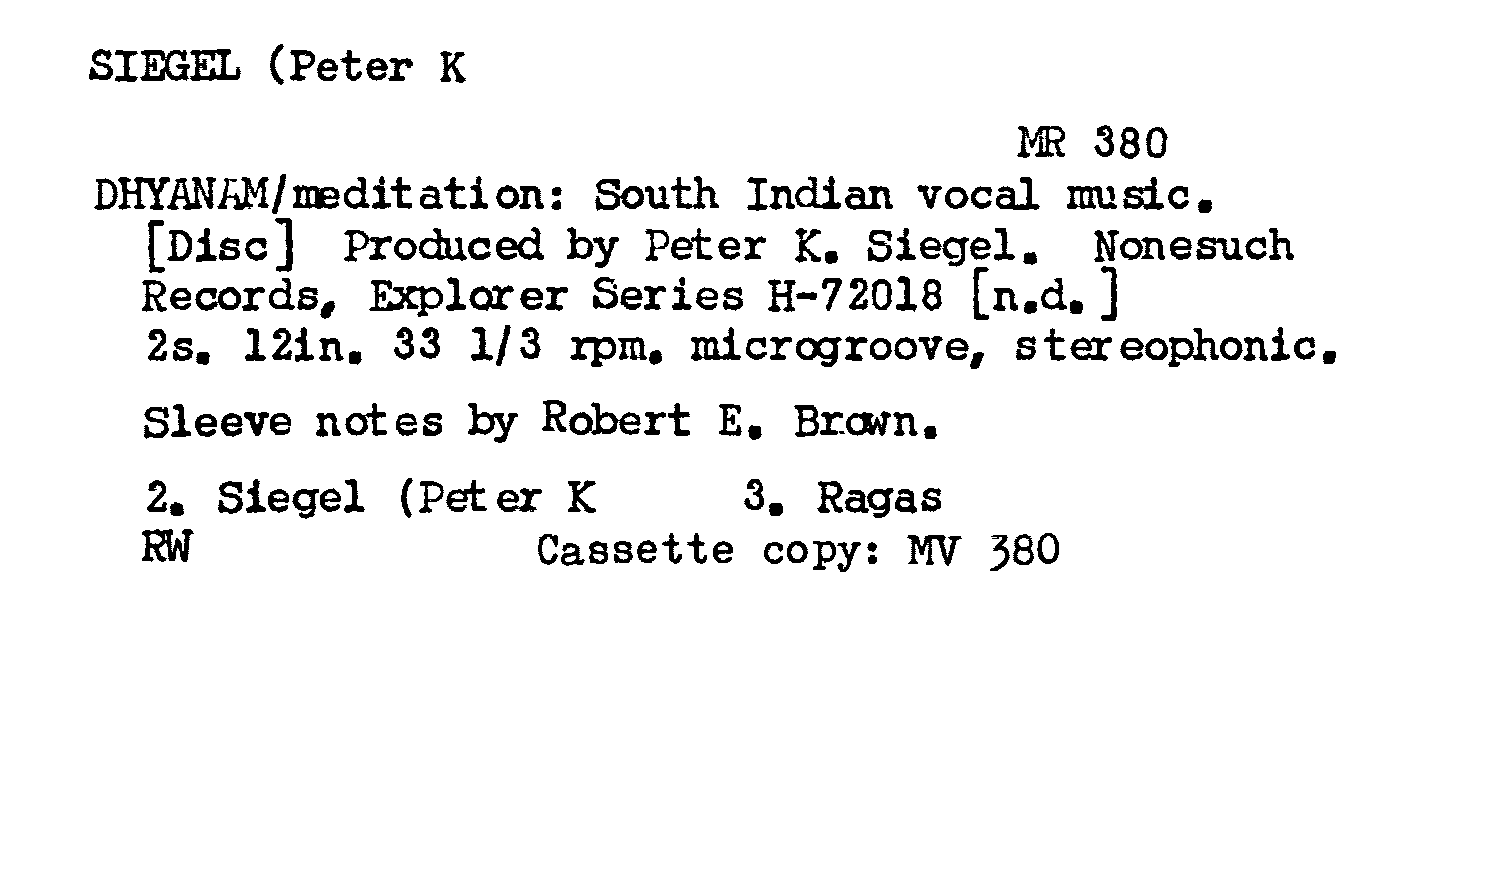 SIEGEL (Peter K
MR 380
DHYANAM/meditation: South Indian vocal music.
[Disc] Produced by Peter K. Siegel. Nonesuch
Records, Explorer Series H-72018 [n.d.]
2s. 12in. 33 1/3 rpm. microgroove, stereophonic.
Sleeve notes by Robert E. Brown.
2. Siegel (Peter K 3. Ragas
RW Cassette copy: MV 380